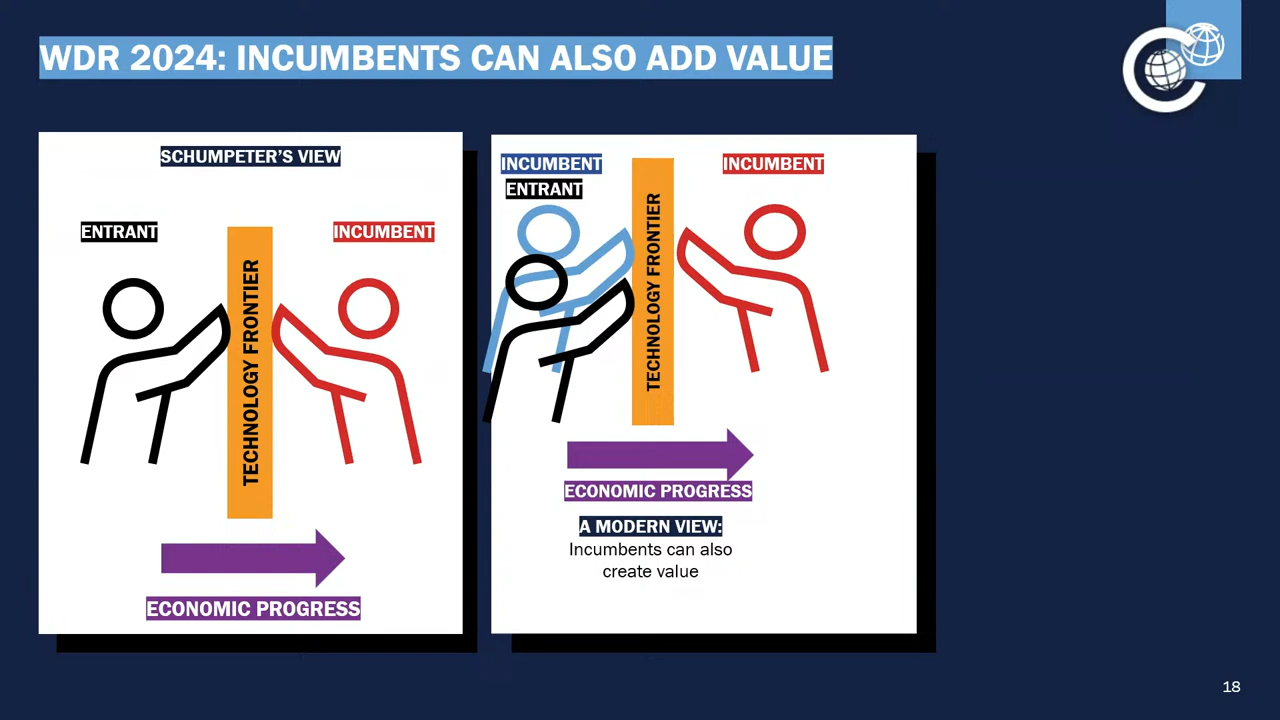 WDR 2024: INCUMBENTS CAN ALSO ADD VALUE
SCHUMPETER’S VIEW
ENTRANT
INCUMBENT
TECHNOLOGY FRONTIER
ECONOMIC PROGRESS
INCUMBENT
ENTRANT
INCUMBENT
TECHNOLOGY FRONTIER
ECONOMIC PROGRESS
A MODERN VIEW:
Incumbents can also
create value
18